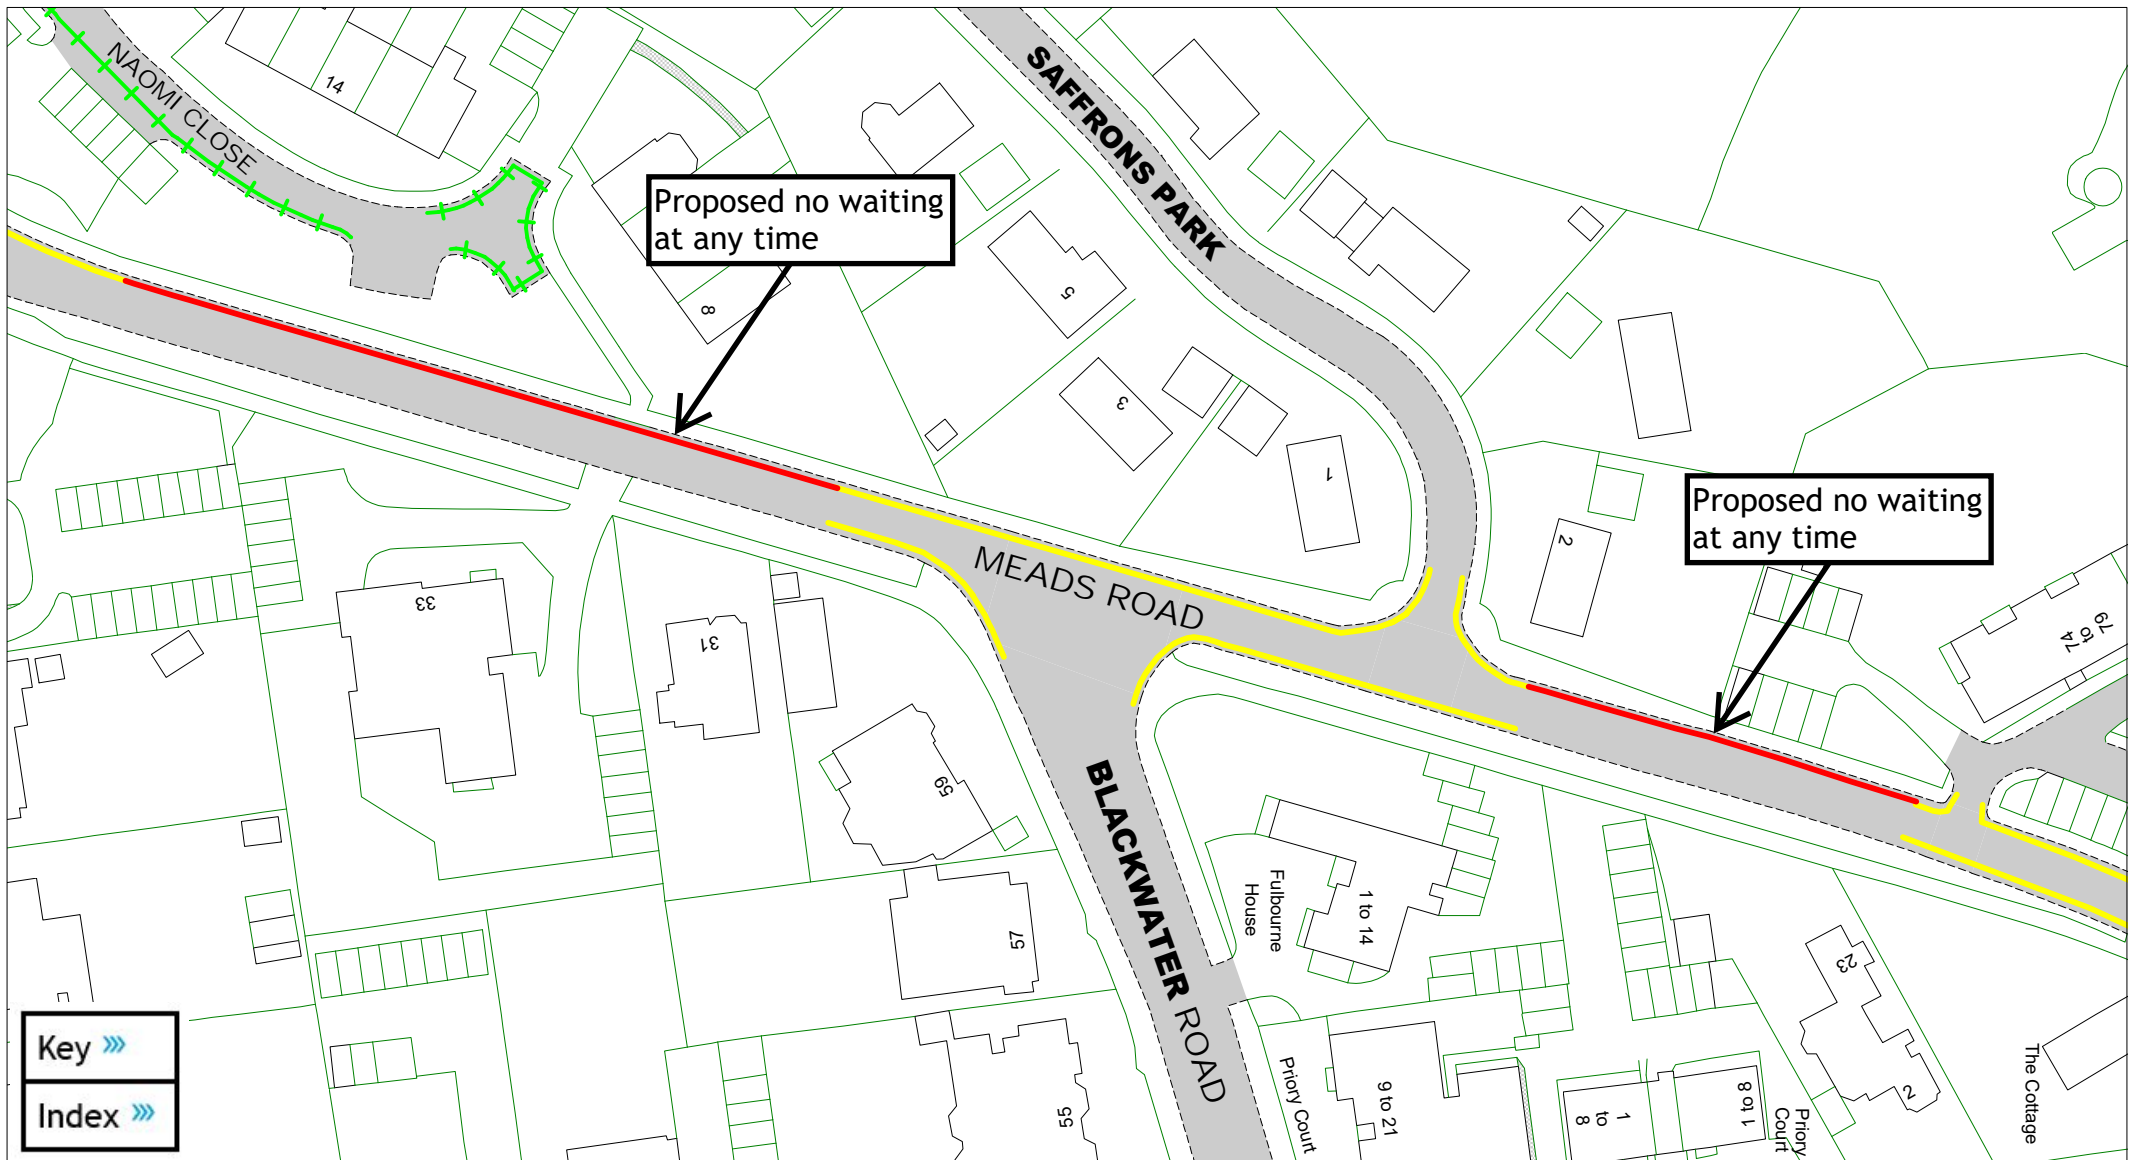 NAOMI CLOSE
14
SAFFRONS PARK
Proposed no waiting
at any time
8
5
3
1
2
Proposed no waiting
at any time
MEADS ROAD
33
31
59
57
55
BLACKWATER ROAD
79
to
74
Fulbourne
House
1 to 14
23
2
Priory Court
9 to 21
1
to
8
1 to 8
Priory
Court
The Cottage
Key »»
Index »»